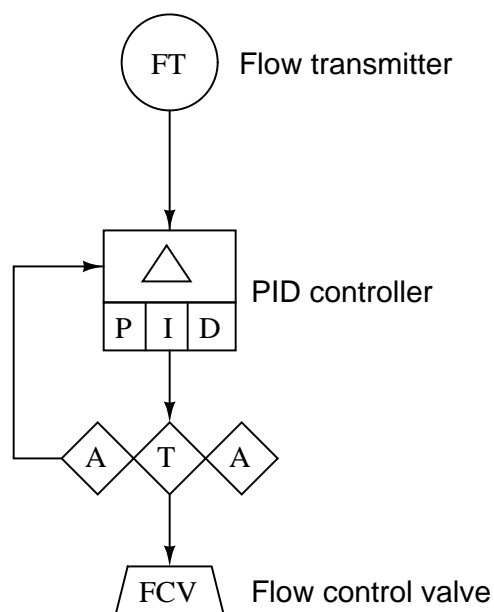 FT Flow transmitter
PID controller
P I D
A T A
FCV Flow control valve